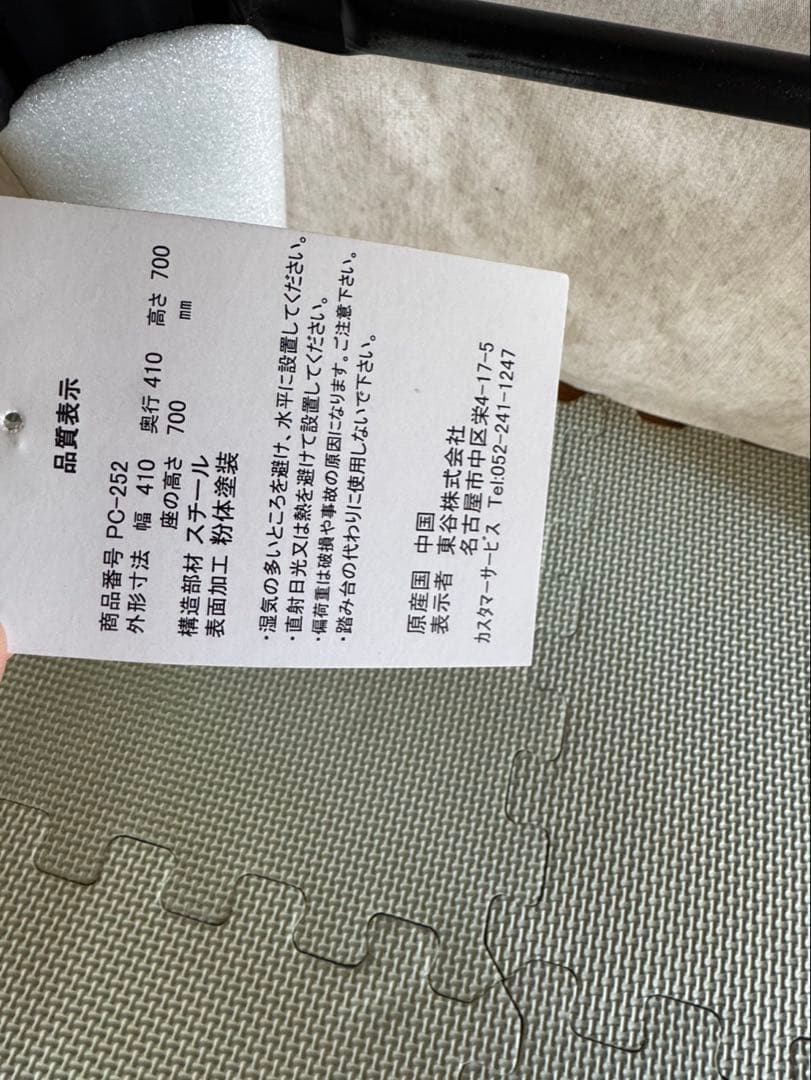 品質表示
商品番号 PC-252
外形寸法 幅 410 奥行 410 高さ 700
座の高さ 700 mm
構造部材 スチール
表面加工 粉体塗装
・湿気の多いところを避け、水平に設置してください。
・直射日光又は熱を避けて設置してください。
・偏荷重は破損や事故の原因になります。ご注意下さい。
・踏み台の代わりに使用しないで下さい。
原産国 中国
表示者 東谷株式会社
名古屋市中区栄4-17-5
カスタマーサービス Tel:052-241-1247